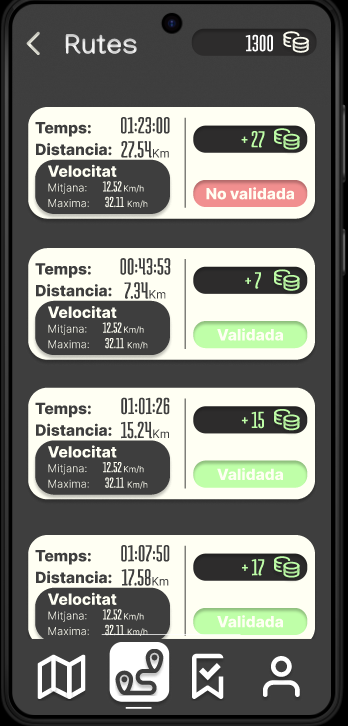 Rutes
1300
Temps: 01:23:00
+27
Distancia: 27.54Km
Velocitat
Mitjana: 12.52 Km/h
No validada
Maxima: 32.11 Km/h
Temps: 00:43:53
+7
Distancia: 7.34Km
Velocitat
Mitjana: 12.52 Km/h
Validada
Maxima: 32.11 Km/h
Temps: 01:01:26
+15
Distancia: 15.24Km
Velocitat
Mitjana: 12.52 Km/h
Validada
Maxima: 32.11 Km/h
Temps: 01:07:50
+17
Distancia: 17.58Km
Velocitat
Mitjana: 12.52 Km/h
Validada
Maxima: 32.11 Km/h